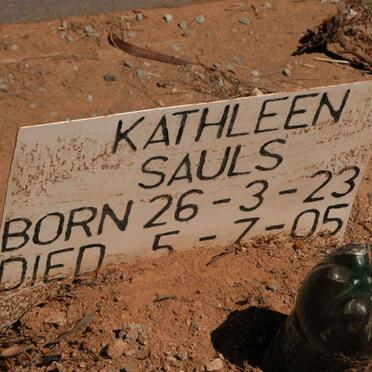 KATHLEEN
SAULS
BORN 26-3-23
DIED 5-7-05